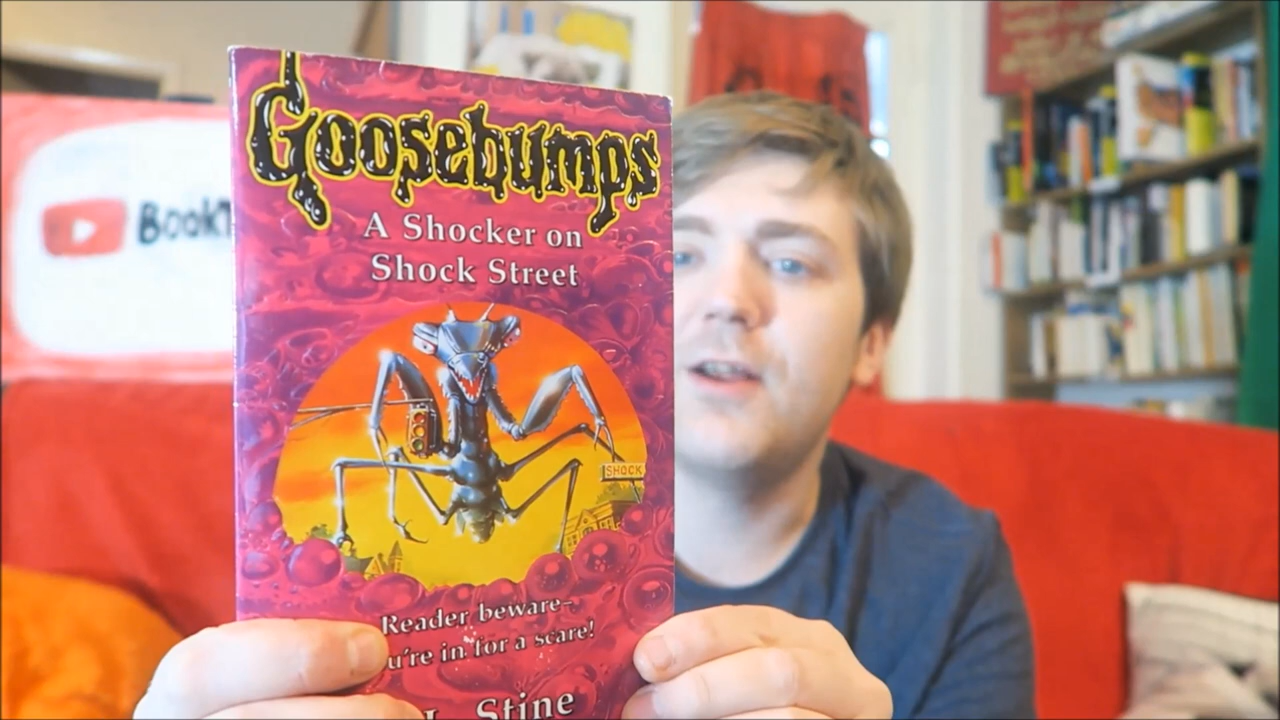 BookT
Goosebumps
A Shocker on
Shock Street
SHOCK
Reader beware–
u're in for a scare!
L. Stine